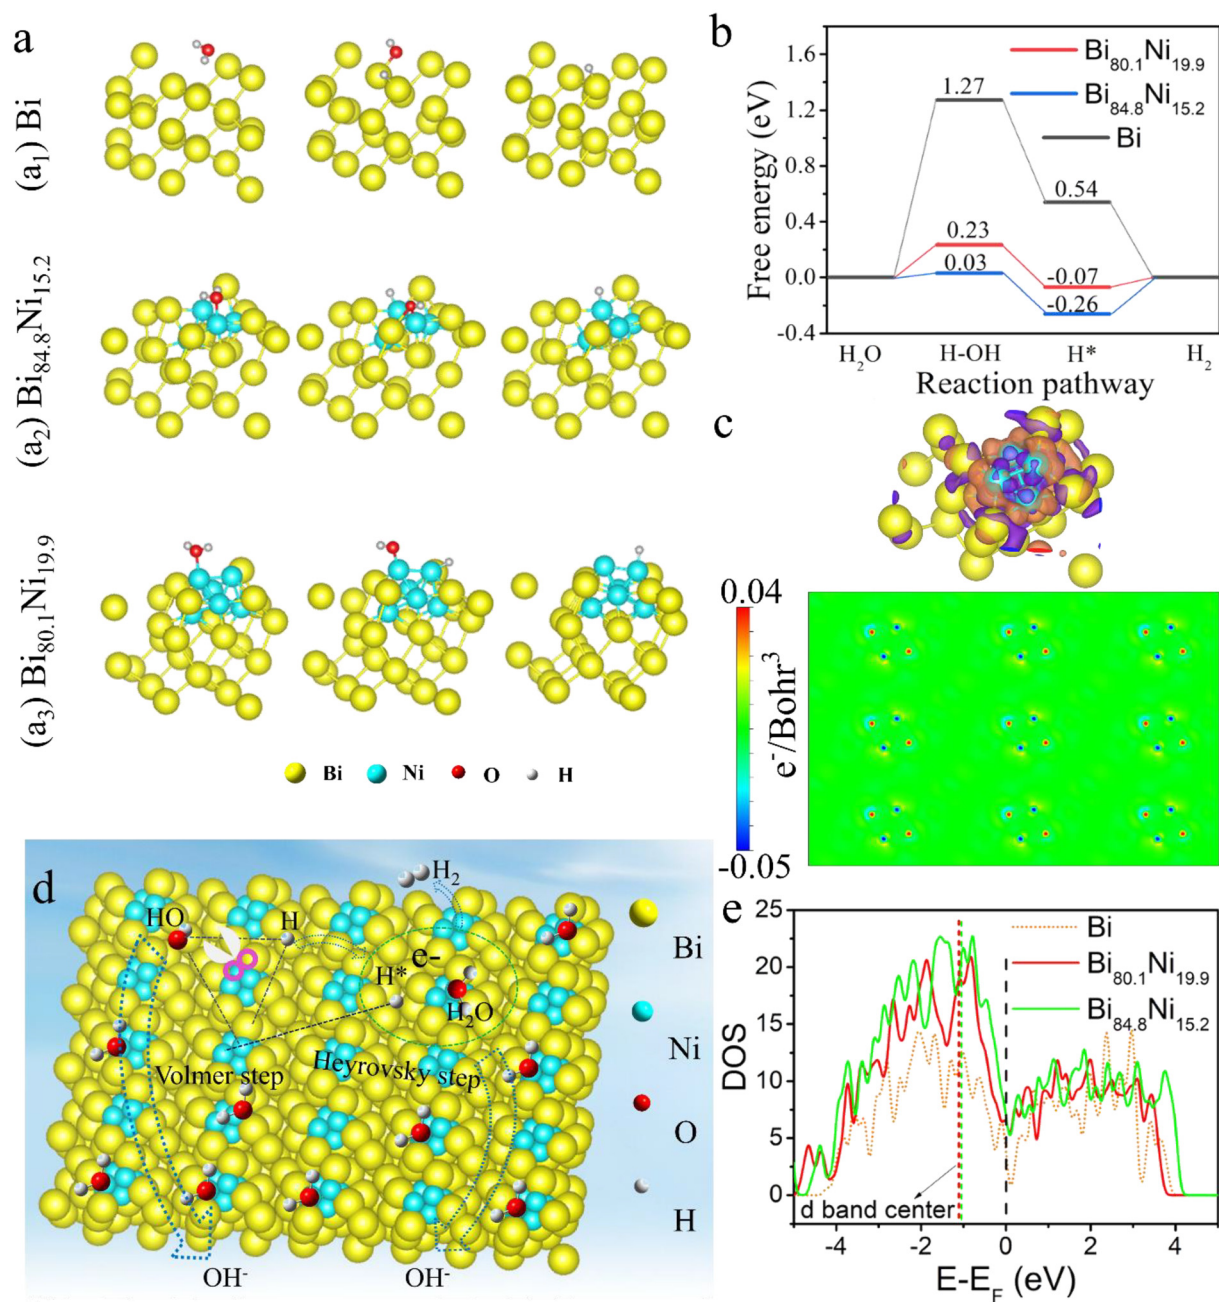 a
(a₁) Bi
(a₂) Bi₈₄.₈Ni₁₅.₂
(a₃) Bi₈₀.₁Ni₁₉.₉
Bi Ni O H
b
Free energy (eV)
1.6
1.2
0.8
0.4
0.0
-0.4
Bi₈₀.₁Ni₁₉.₉
Bi₈₄.₈Ni₁₅.₂
Bi
1.27
0.54
0.23
0.03
-0.07
-0.26
H₂O H-OH H* H₂
Reaction pathway
c
0.04
e⁻/Bohr³
-0.05
d
H₂
HO
H
e-
H*
H₂O
Volmer step
Heyrovsky step
OH⁻
OH⁻
Bi
Ni
O
H
e
DOS
25
20
15
10
5
0
Bi
Bi₈₀.₁Ni₁₉.₉
Bi₈₄.₈Ni₁₅.₂
d band center
-4 -2 0 2 4
E-E_F (eV)